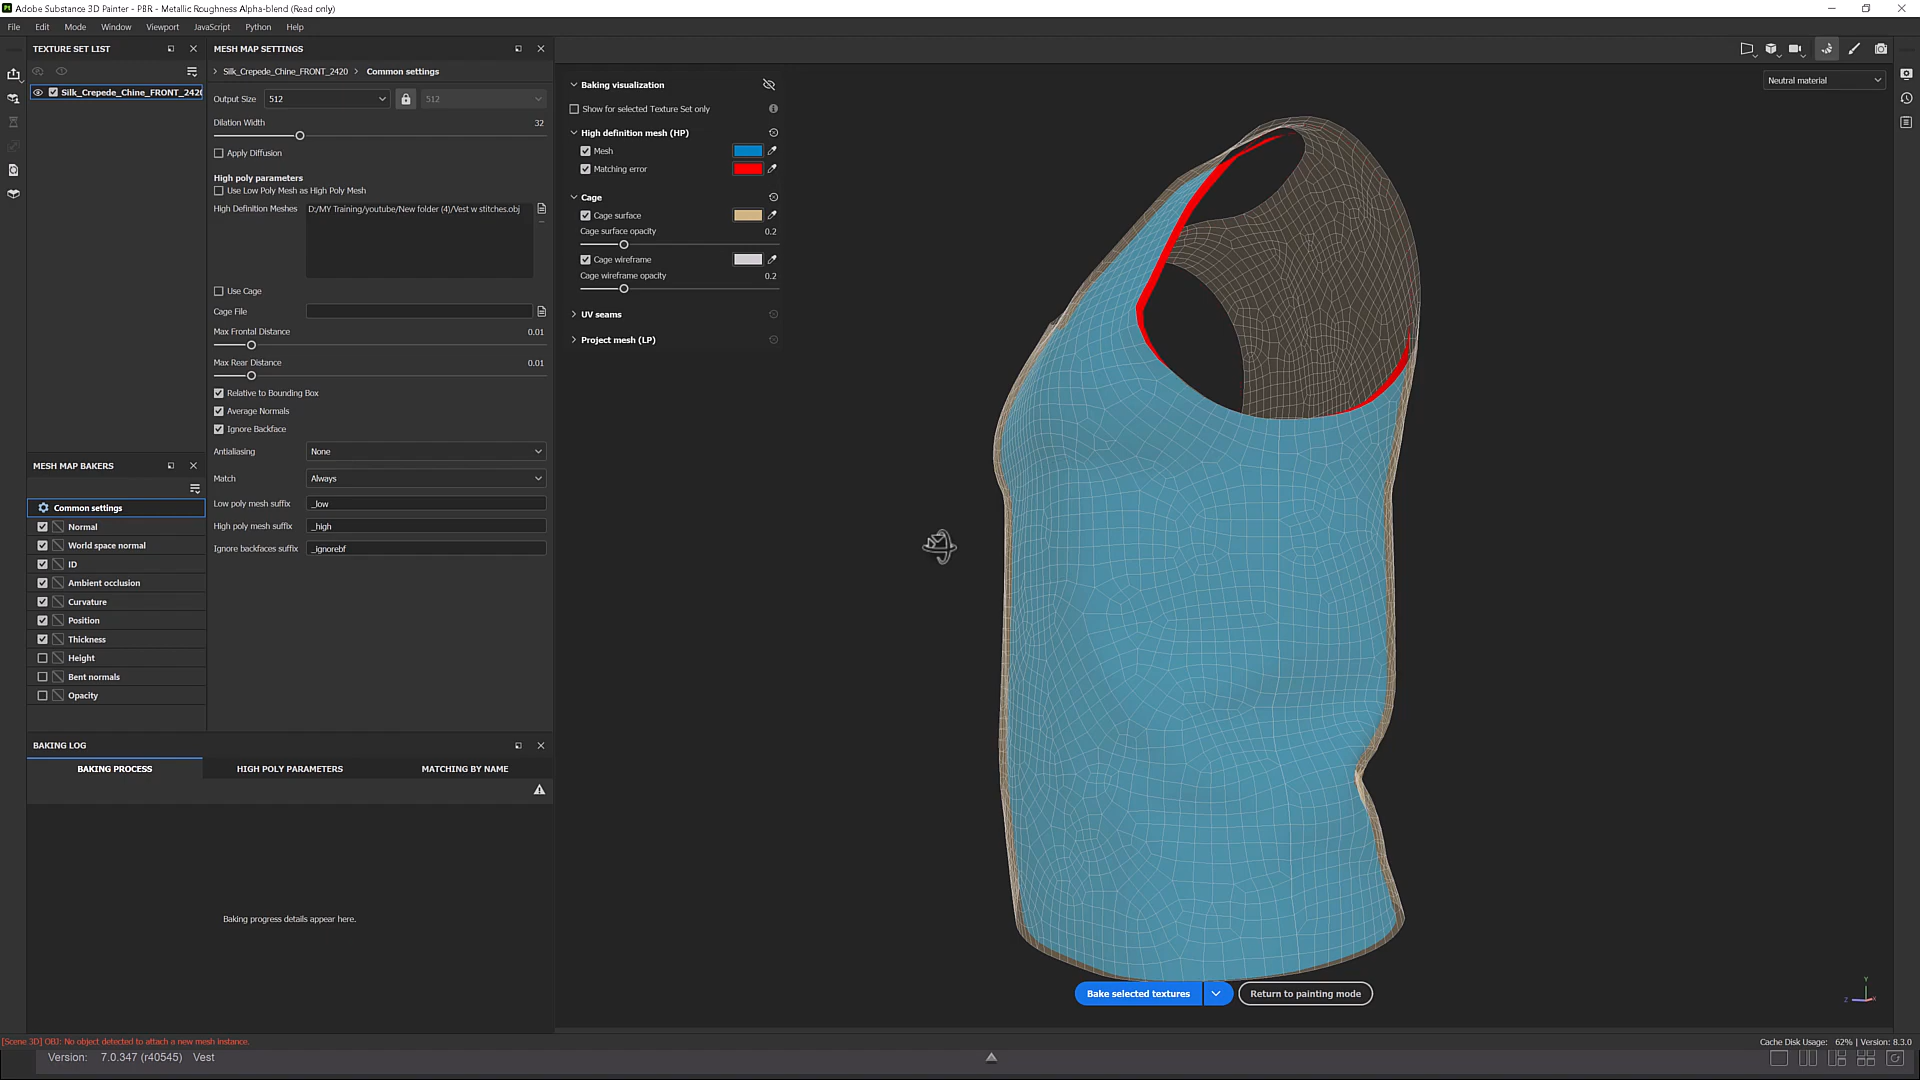 Adobe Substance 3D Painter - PBR - Metallic Roughness Alpha-blend (Read only)
File Edit Mode Window Viewport JavaScript Python Help
TEXTURE SET LIST
Silk_Crepede_Chine_FRONT_2420
MESH MAP SETTINGS
Silk_Crepede_Chine_FRONT_2420 > Common settings
Output Size 512 512
Dilation Width 32
Apply Diffusion
High poly parameters
Use Low Poly Mesh as High Poly Mesh
High Definition Meshes D:/MY Training/youtube/New folder (4)/Vest w stitches.obj
Use Cage
Cage File
Max Frontal Distance 0.01
Max Rear Distance 0.01
Relative to Bounding Box
Average Normals
Ignore Backface
Antialiasing None
Match Always
Low poly mesh suffix _low
High poly mesh suffix _high
Ignore backfaces suffix _ignorebf
MESH MAP BAKERS
Common settings
Normal
World space normal
ID
Ambient occlusion
Curvature
Position
Thickness
Height
Bent normals
Opacity
BAKING LOG
BAKING PROCESS HIGH POLY PARAMETERS MATCHING BY NAME
Baking progress details appear here.
Baking visualization
Show for selected Texture Set only
High definition mesh (HP)
Mesh
Matching error
Cage
Cage surface
Cage surface opacity 0.2
Cage wireframe
Cage wireframe opacity 0.2
UV seams
Project mesh (LP)
Neutral material
Bake selected textures
Return to painting mode
Y
Z X
[Scene 3D] OBJ: No object detected to attach a new mesh instance.
Cache Disk Usage: 62% | Version: 8.3.0
Version: 7.0.347 (r40545) Vest